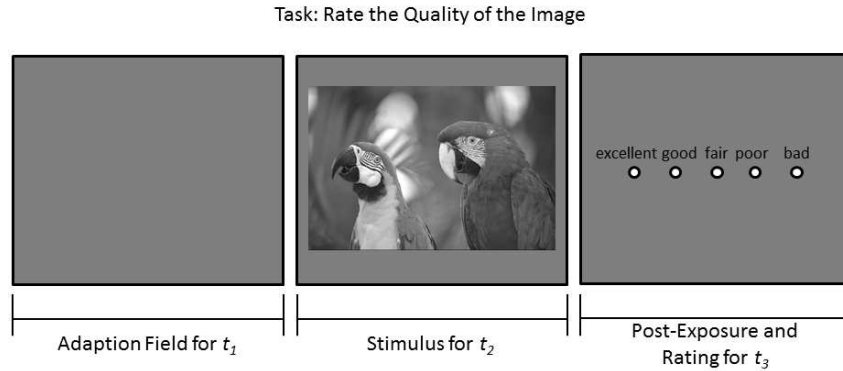 Task: Rate the Quality of the Image
excellent good fair poor bad
Adaption Field for t1
Stimulus for t2
Post-Exposure and
Rating for t3